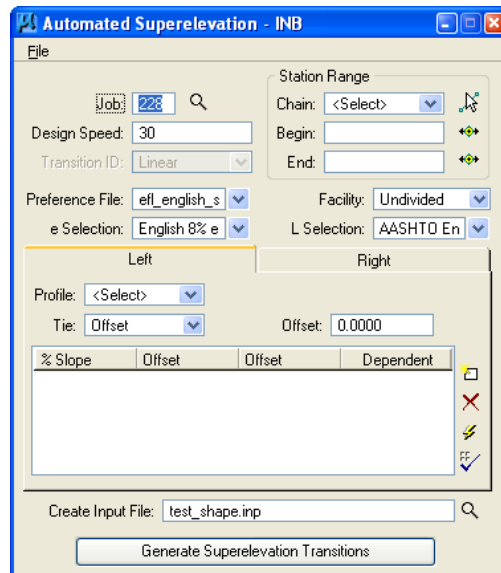 Automated Superelevation - INB
File
Station Range
Job: 228
Chain: <Select>
Design Speed: 30
Begin:
Transition ID: Linear
End:
Preference File: efl_english_s
Facility: Undivided
e Selection: English 8% e
L Selection: AASHTO En
Left
Right
Profile: <Select>
Tie: Offset
Offset: 0.0000
% Slope Offset Offset Dependent
FF
Create Input File: test_shape.inp
Generate Superelevation Transitions